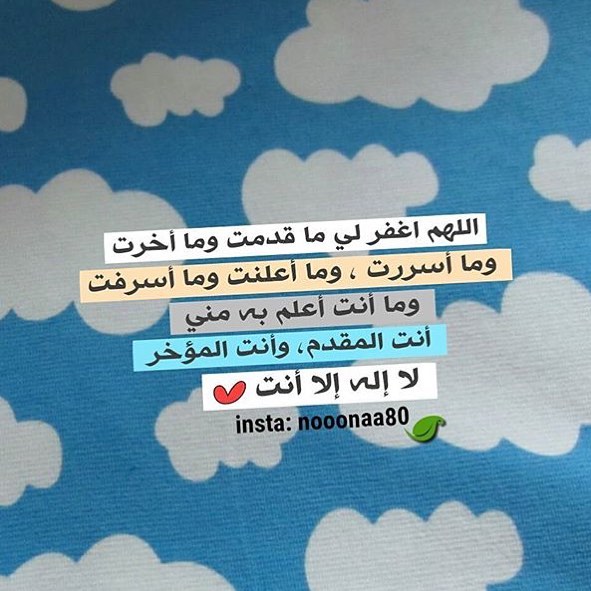 اللهم اغفر لي ما قدمت وما أخرت
وما أسررت ، وما أعلنت وما أسرفت
وما أنت أعلم به مني
أنت المقدم، وأنت المؤخر
لا إله إلا أنت
insta: nooonaa80